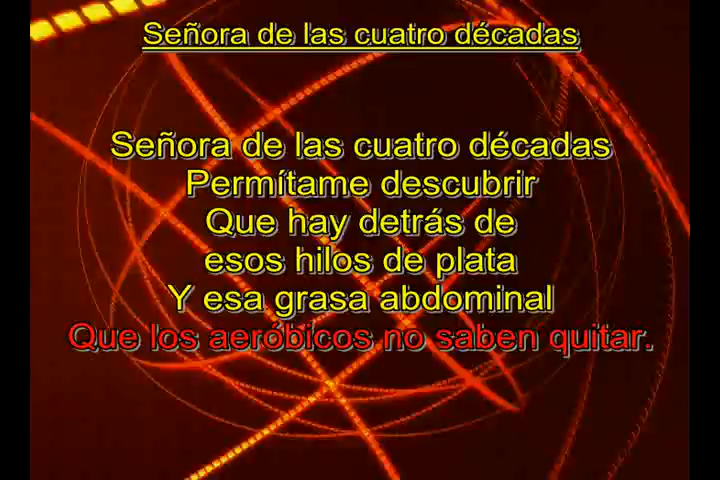 Señora de las cuatro décadas
Señora de las cuatro décadas
Permítame descubrir
Que hay detrás de
esos hilos de plata
Y esa grasa abdominal
Que los aeróbicos no saben quitar.